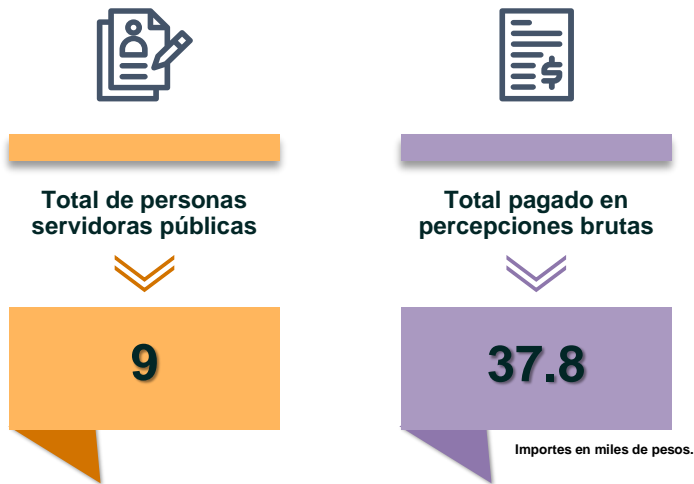 Total de personas
servidoras públicas
9
Total pagado en
percepciones brutas
37.8
Importes en miles de pesos.